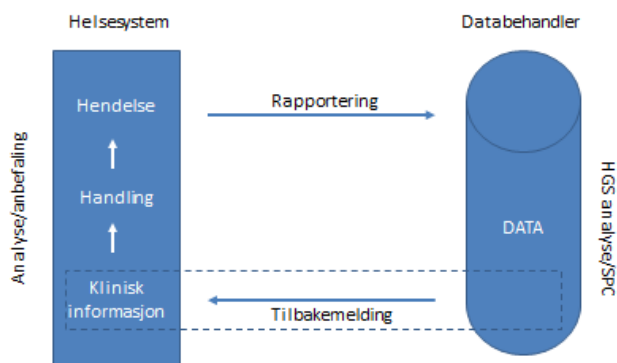 Helsesystem
Databehandler
Hendelse
Rapportering
Analyse/anbefaling
Handling
DATA
HGS analyse/SPC
Klinisk
informasjon
Tilbakemelding